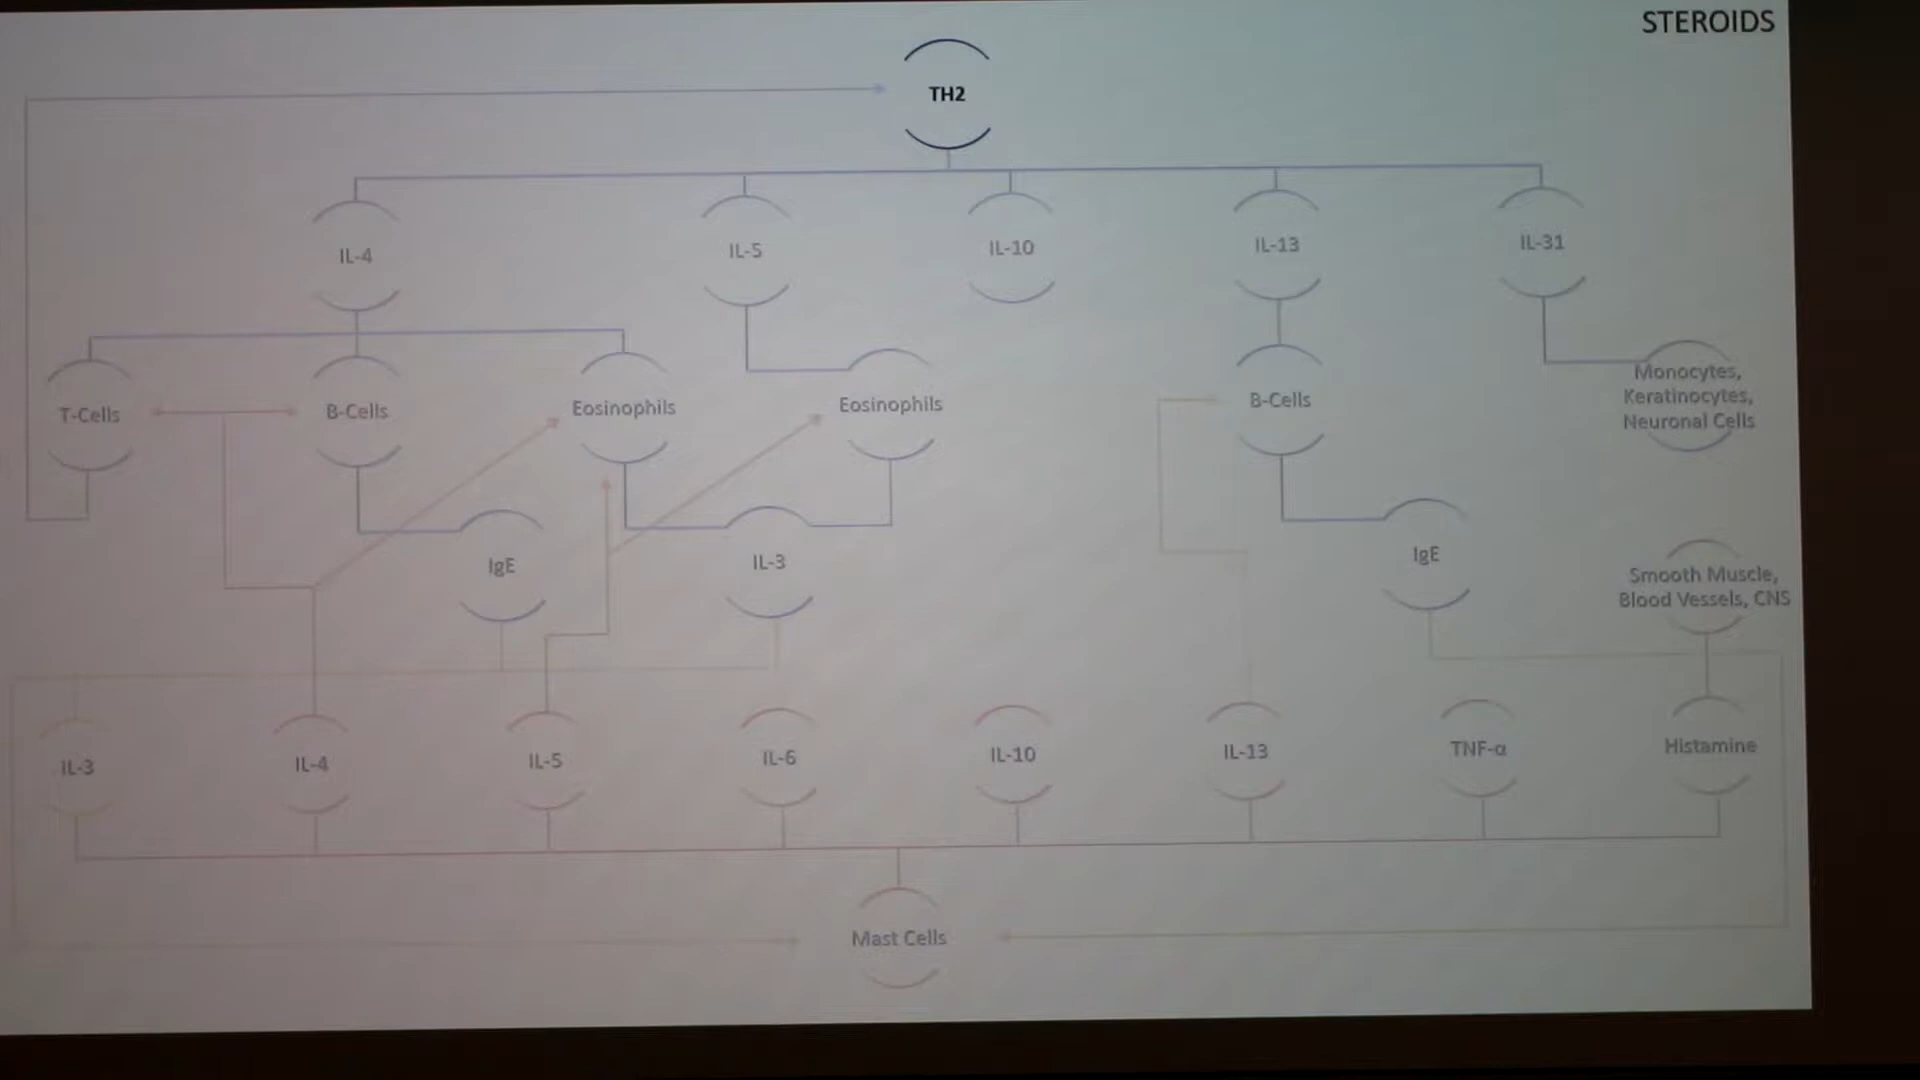 STEROIDS
TH2
IL-4
IL-5
IL-10
IL-13
IL-31
T-Cells
B-Cells
Eosinophils
Eosinophils
B-Cells
Monocytes,
Keratinocytes,
Neuronal Cells
IgE
IL-3
IgE
Smooth Muscle,
Blood Vessels, CNS
IL-3
IL-4
IL-5
IL-6
IL-10
IL-13
TNF-α
Histamine
Mast Cells